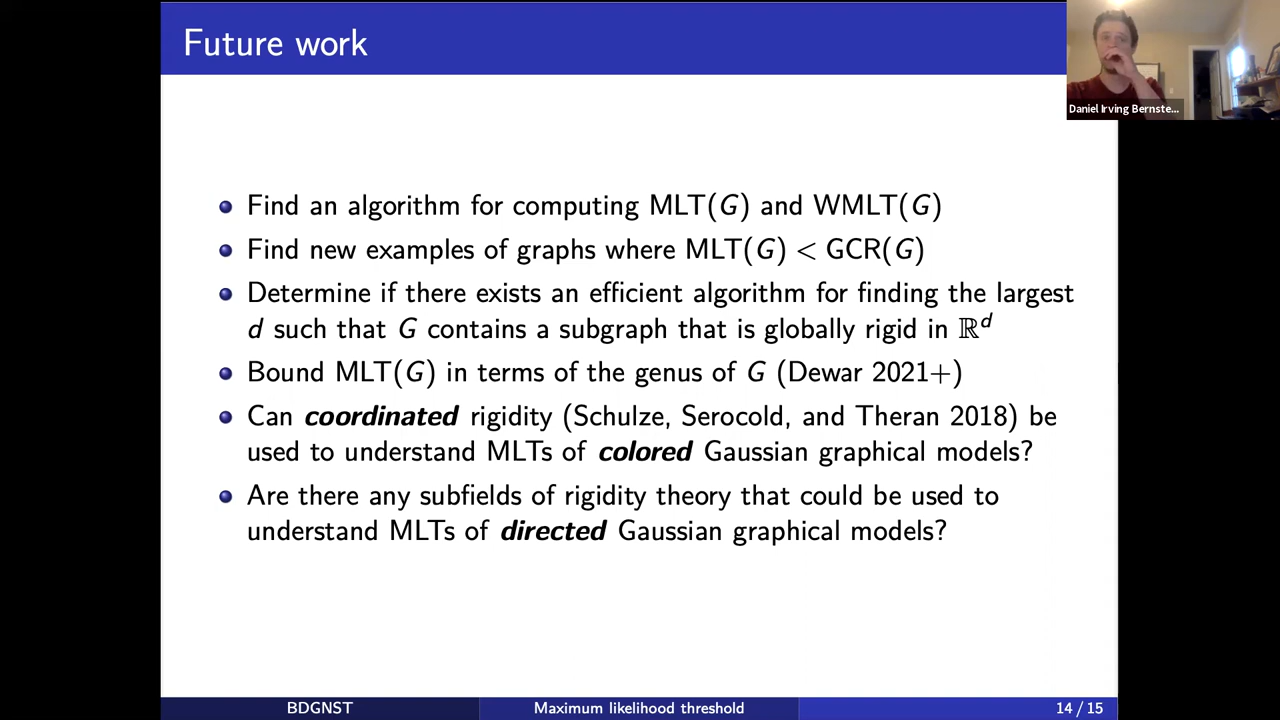 Future work
Daniel Irving Bernste...
• Find an algorithm for computing MLT(G) and WMLT(G)
• Find new examples of graphs where MLT(G) < GCR(G)
• Determine if there exists an efficient algorithm for finding the largest
d such that G contains a subgraph that is globally rigid in ℝᵈ
• Bound MLT(G) in terms of the genus of G (Dewar 2021+)
• Can coordinated rigidity (Schulze, Serocold, and Theran 2018) be
used to understand MLTs of colored Gaussian graphical models?
• Are there any subfields of rigidity theory that could be used to
understand MLTs of directed Gaussian graphical models?
BDGNST
Maximum likelihood threshold
14 / 15